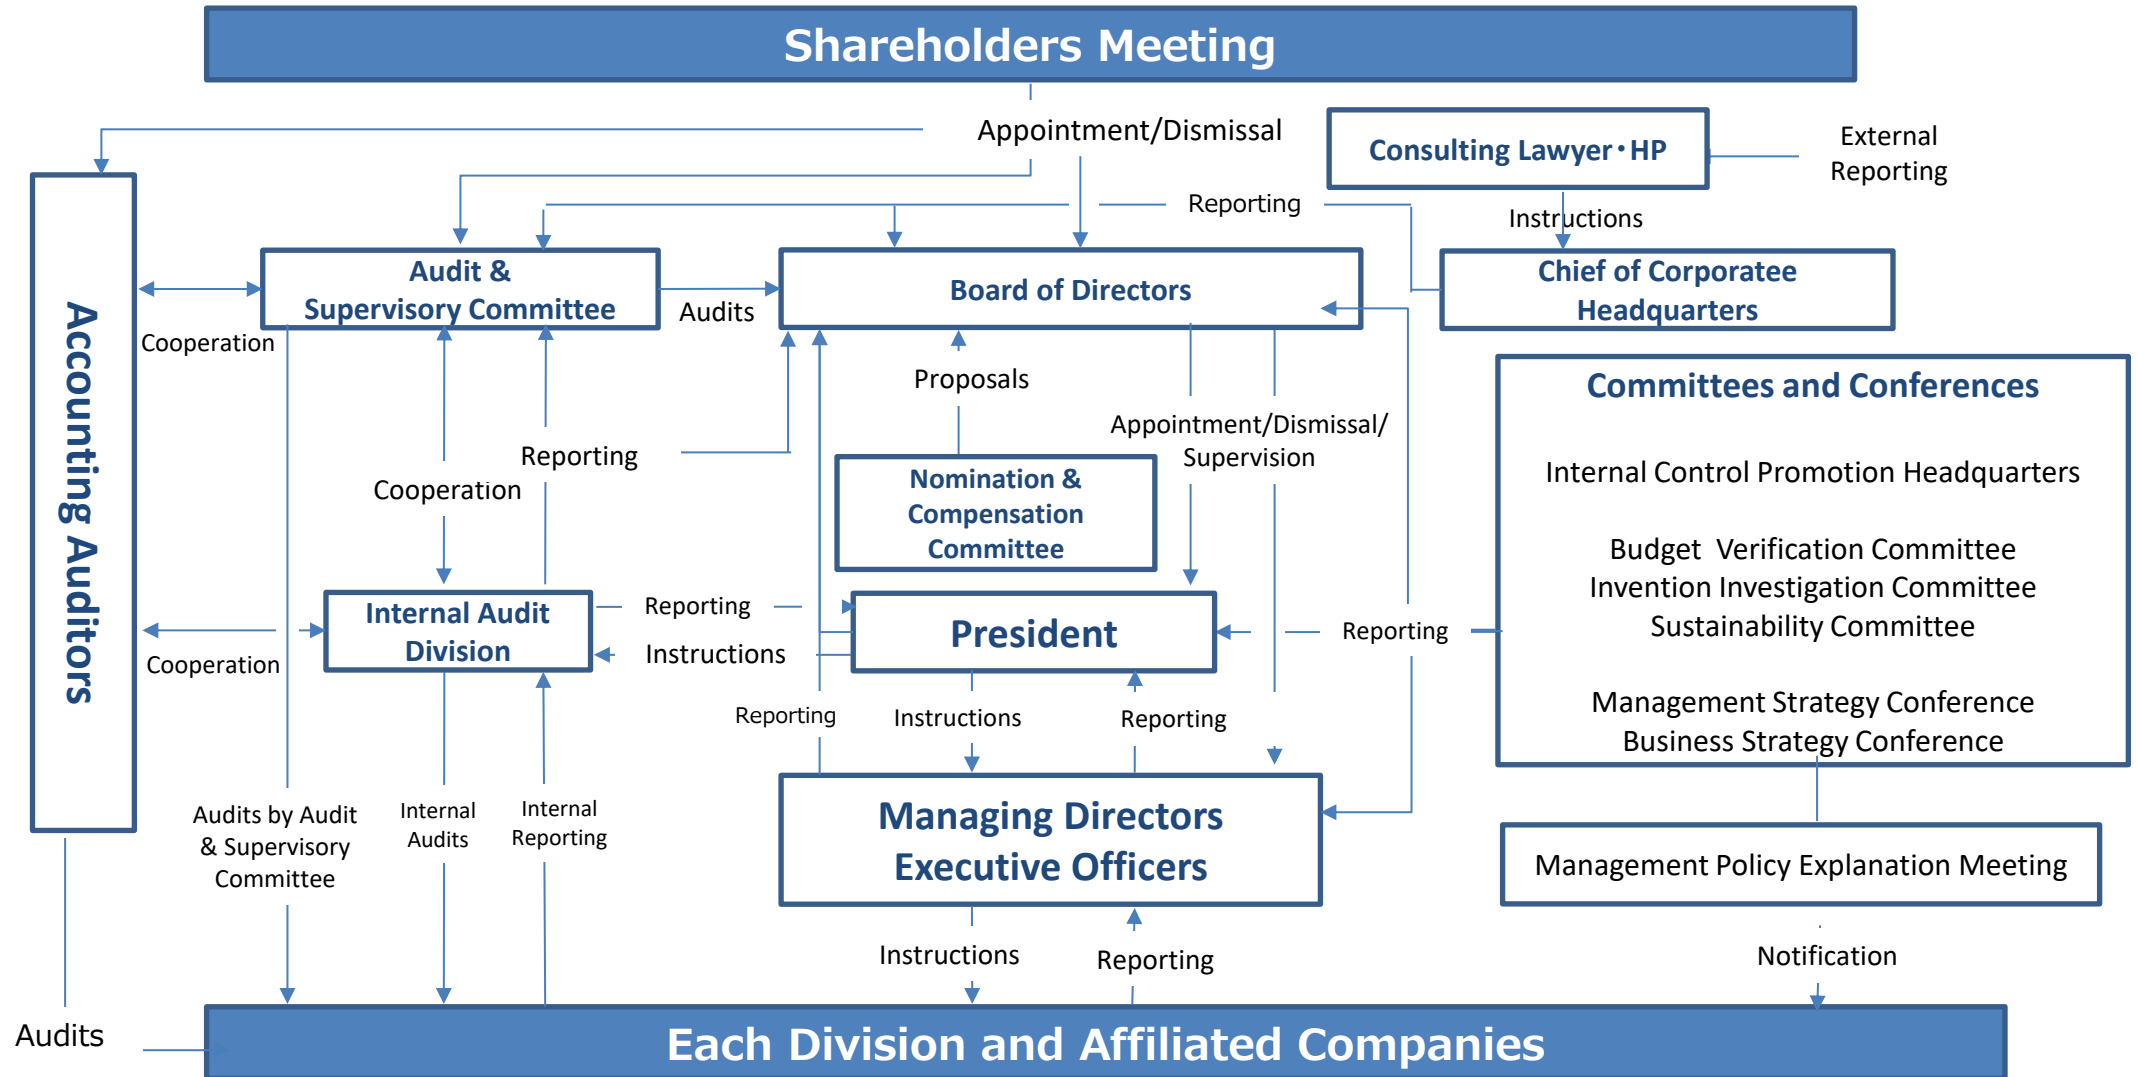 Shareholders Meeting
Appointment/Dismissal
Consulting Lawyer・HP
External
Reporting
Reporting
Instructions
Accounting Auditors
Audit &
Supervisory Committee
Audits
Board of Directors
Chief of Corporatee
Headquarters
Cooperation
Proposals
Appointment/Dismissal/
Supervision
Reporting
Cooperation
Nomination &
Compensation
Committee
Committees and Conferences
Internal Control Promotion Headquarters
Budget  Verification Committee
Invention Investigation Committee
Sustainability Committee
Management Strategy Conference
Business Strategy Conference
Internal Audit
Division
Reporting
Instructions
President
Reporting
Cooperation
Reporting
Instructions
Reporting
Audits by Audit
& Supervisory
Committee
Internal
Audits
Internal
Reporting
Managing Directors
Executive Officers
Management Policy Explanation Meeting
Instructions
Reporting
Notification
Audits
Each Division and Affiliated Companies